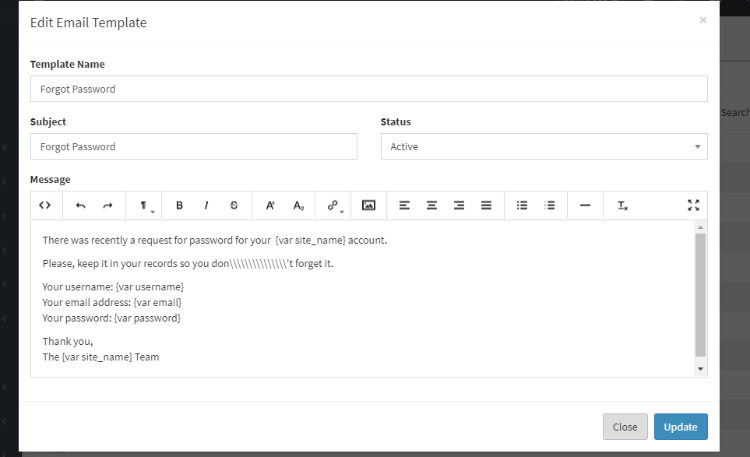 Edit Email Template
×
Template Name
Forgot Password
Search
Subject
Status
Forgot Password
Active
Message
There was recently a request for password for your {var site_name} account.
Please, keep it in your records so you don\\\\\\\\\\\\\\\'t forget it.
Your username: {var username}
Your email address: {var email}
Your password: {var password}
Thank you,
The {var site_name} Team
Close
Update